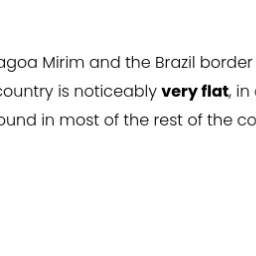 agoa Mirim and the Brazil border
country is noticeably very flat, in
ound in most of the rest of the co